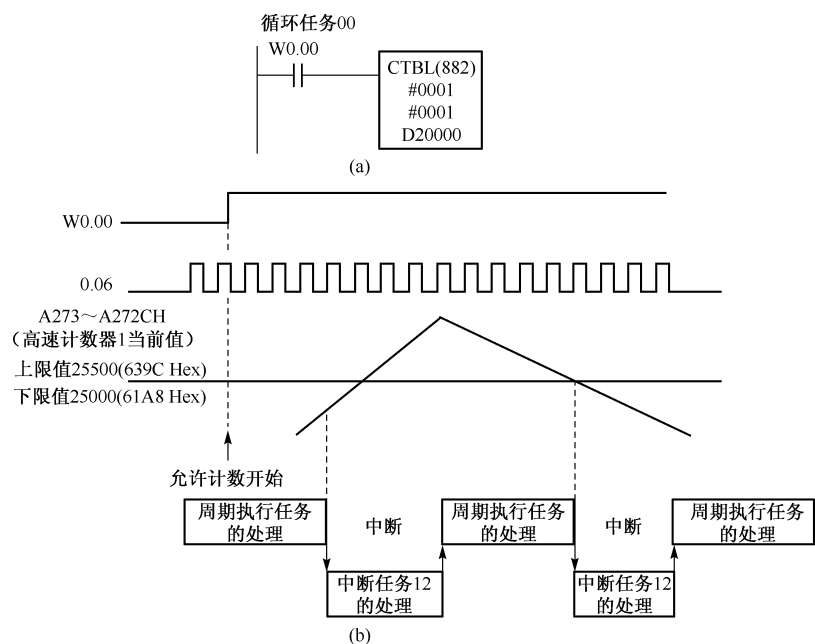 循环任务00
W0.00
CTBL(882)
#0001
#0001
D20000
(a)
W0.00
0.06
A273～A272CH
（高速计数器1当前值）
上限值25500(639C Hex)
下限值25000(61A8 Hex)
允许计数开始
周期执行任务
的处理
中断
周期执行任务
的处理
中断
周期执行任务
的处理
中断任务12
的处理
中断任务12
的处理
(b)